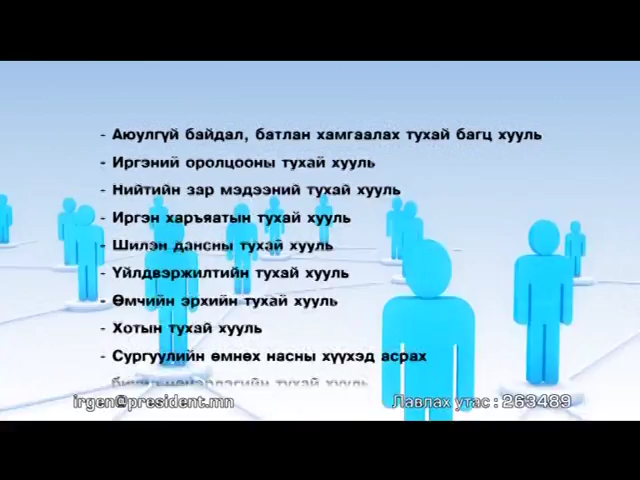 - Аюулгүй байдал, батлан хамгаалах тухай багц хууль
- Иргэний оролцооны тухай хууль
- Нийтийн зар мэдээний тухай хууль
- Иргэн харъяатын тухай хууль
- Шилэн дансны тухай хууль
- Үйлдвэржилтийн тухай хууль
- Өмчийн эрхийн тухай хууль
- Хотын тухай хууль
- Сургуулийн өмнөх насны хүүхэд асрах
тухай хууль
irgen@president.mn
Лавлах утас : 263489